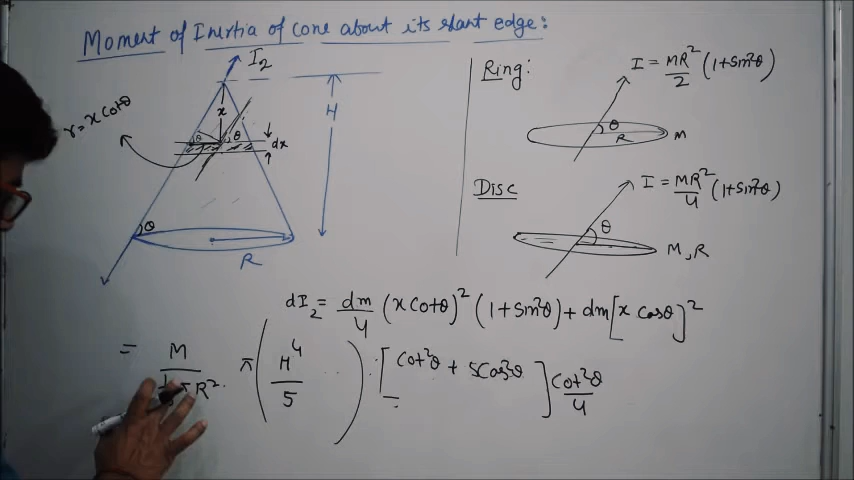 Moment of Inertia of cone about its slant edge:
I₂
r = x cotθ
x
θ
θ
dx
H
θ
R
Ring:
I = MR²/2 (1+sin²θ)
θ
R
M
Disc
I = MR²/4 (1+sin²θ)
θ
M, R
dI₂ = dm/4 (x cotθ)² (1+sin²θ) + dm[x cosθ]²
= M/ πR² π (H⁴/5 ) · [cot²θ + 5cos²θ] cot²θ/4